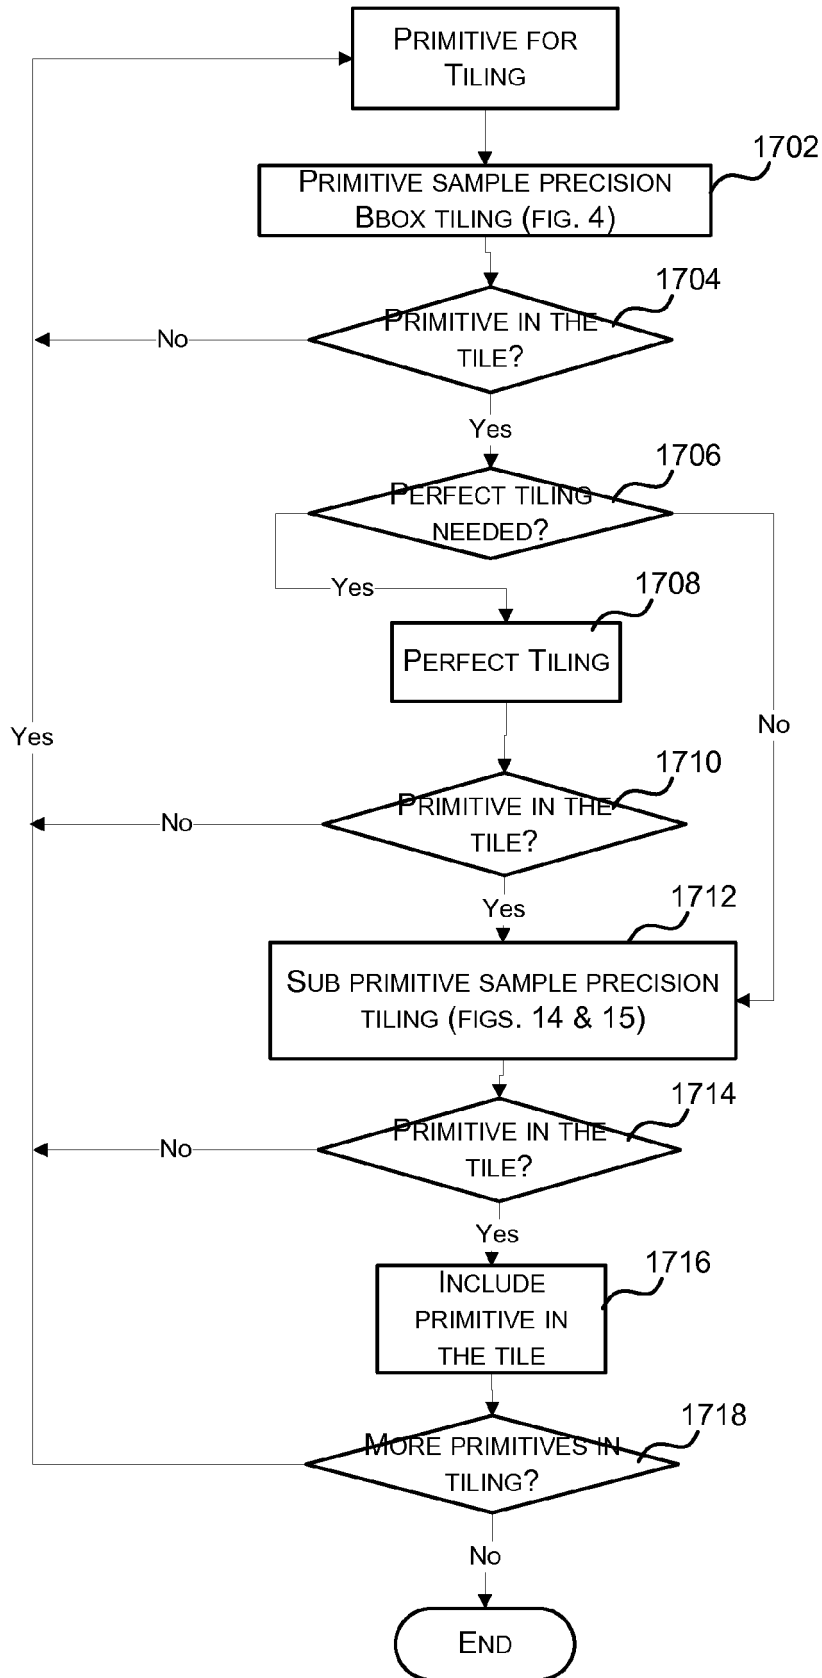 PRIMITIVE FOR
TILING
1702
PRIMITIVE SAMPLE PRECISION
BBOX TILING (FIG. 4)
1704
PRIMITIVE IN THE
TILE?
No
Yes
1706
PERFECT TILING
NEEDED?
Yes
1708
PERFECT TILING
Yes
No
1710
PRIMITIVE IN THE
TILE?
No
Yes
1712
SUB PRIMITIVE SAMPLE PRECISION
TILING (FIGS. 14 & 15)
1714
PRIMITIVE IN THE
TILE?
No
Yes
1716
INCLUDE
PRIMITIVE IN
THE TILE
1718
MORE PRIMITIVES IN
TILING?
No
END